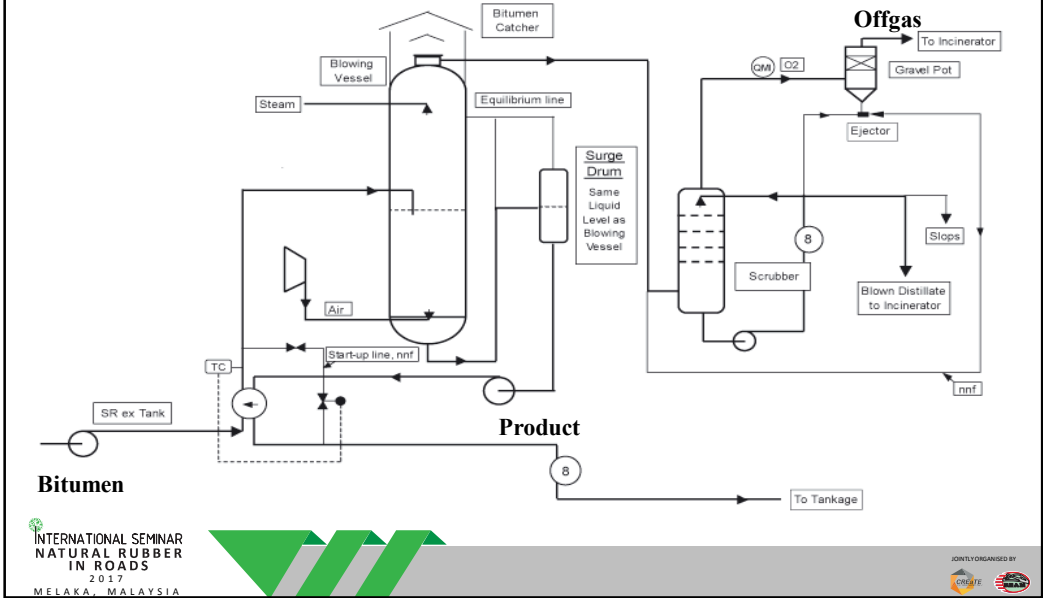 Offgas
Bitumen
Catcher
To Incinerator
QMI
O2
Gravel Pot
Blowing
Vessel
Steam
Equilibrium line
Ejector
Surge
Drum
Same
Liquid
Level as
Blowing
Vessel
8
Slops
Scrubber
Blown Distillate
to Incinerator
Air
Start-up line, nnf
TC
nnf
SR ex Tank
Product
8
Bitumen
To Tankage
INTERNATIONAL SEMINAR
NATURAL RUBBER
IN ROADS
2017
MELAKA, MALAYSIA
JOINTLY ORGANISED BY
CREATE